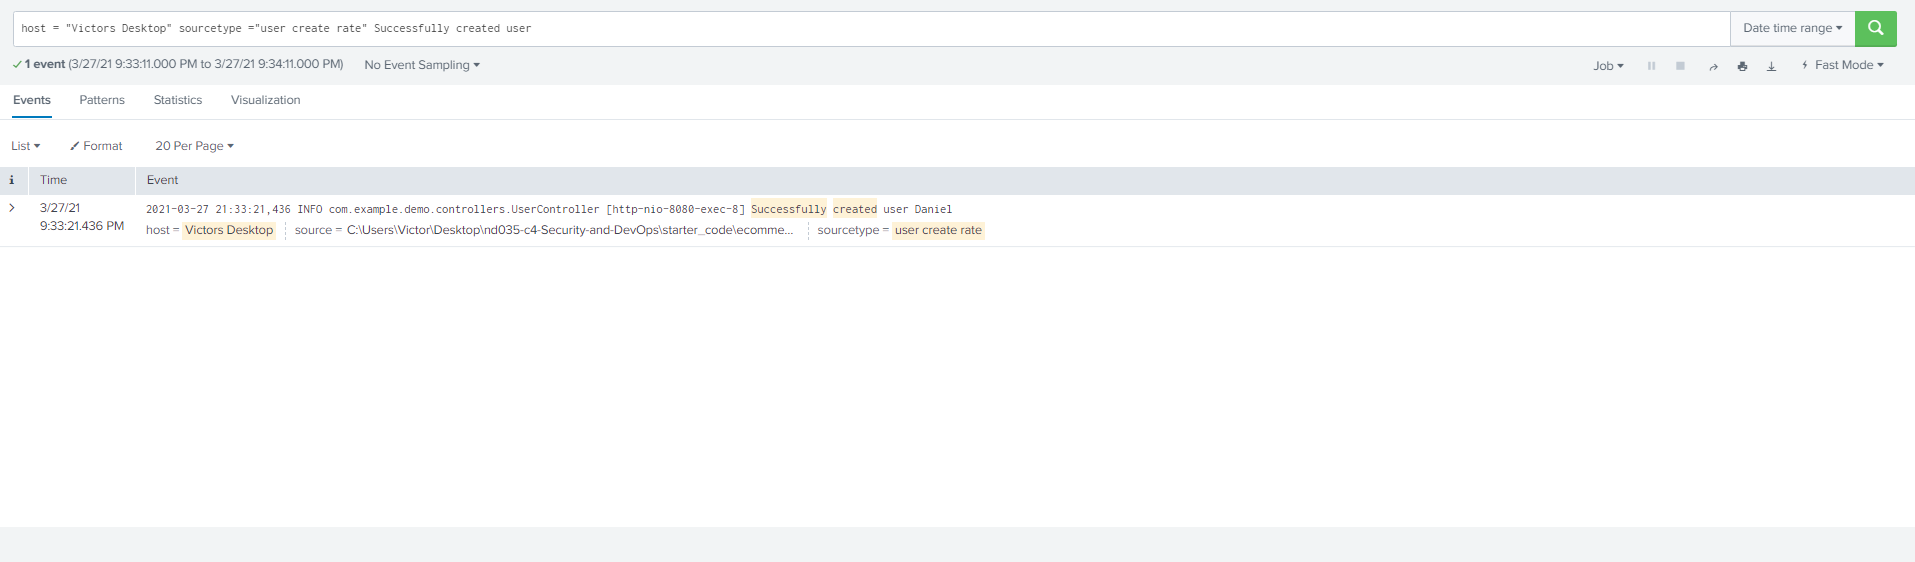 host = "Victors Desktop" sourcetype ="user create rate" Successfully created user
Date time range
1 event (3/27/21 9:33:11.000 PM to 3/27/21 9:34:11.000 PM)
No Event Sampling
Job
Fast Mode
Events
Patterns
Statistics
Visualization
List
Format
20 Per Page
i
Time
Event
3/27/21
9:33:21.436 PM
2021-03-27 21:33:21,436 INFO com.example.demo.controllers.UserController [http-nio-8080-exec-8] Successfully created user Daniel
host = Victors Desktop
source = C:\Users\Victor\Desktop\nd035-c4-Security-and-DevOps\starter_code\ecomme...
sourcetype = user create rate